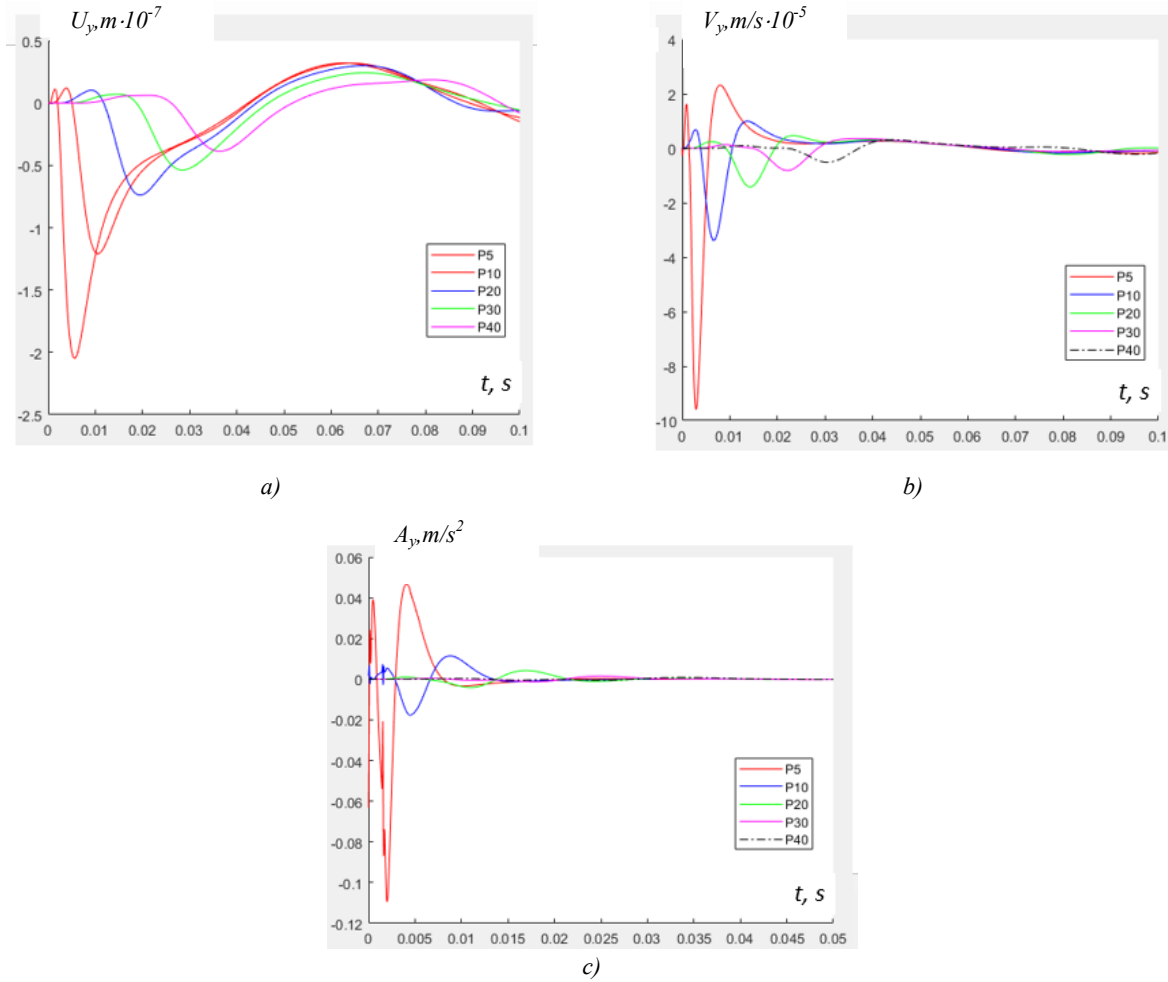 U_y,m·10^-7
0.5
0
-0.5
-1
-1.5
-2
-2.5
P5
P10
P20
P30
P40
t, s
0 0.01 0.02 0.03 0.04 0.05 0.06 0.07 0.08 0.09 0.1
a)
V_y,m/s·10^-5
4
2
0
-2
-4
-6
-8
-10
P5
P10
P20
P30
P40
t, s
0 0.01 0.02 0.03 0.04 0.05 0.06 0.07 0.08 0.09 0.1
b)
A_y,m/s^2
0.06
0.04
0.02
0
-0.02
-0.04
-0.06
-0.08
-0.1
-0.12
P5
P10
P20
P30
P40
t, s
0 0.005 0.01 0.015 0.02 0.025 0.03 0.035 0.04 0.045 0.05
c)